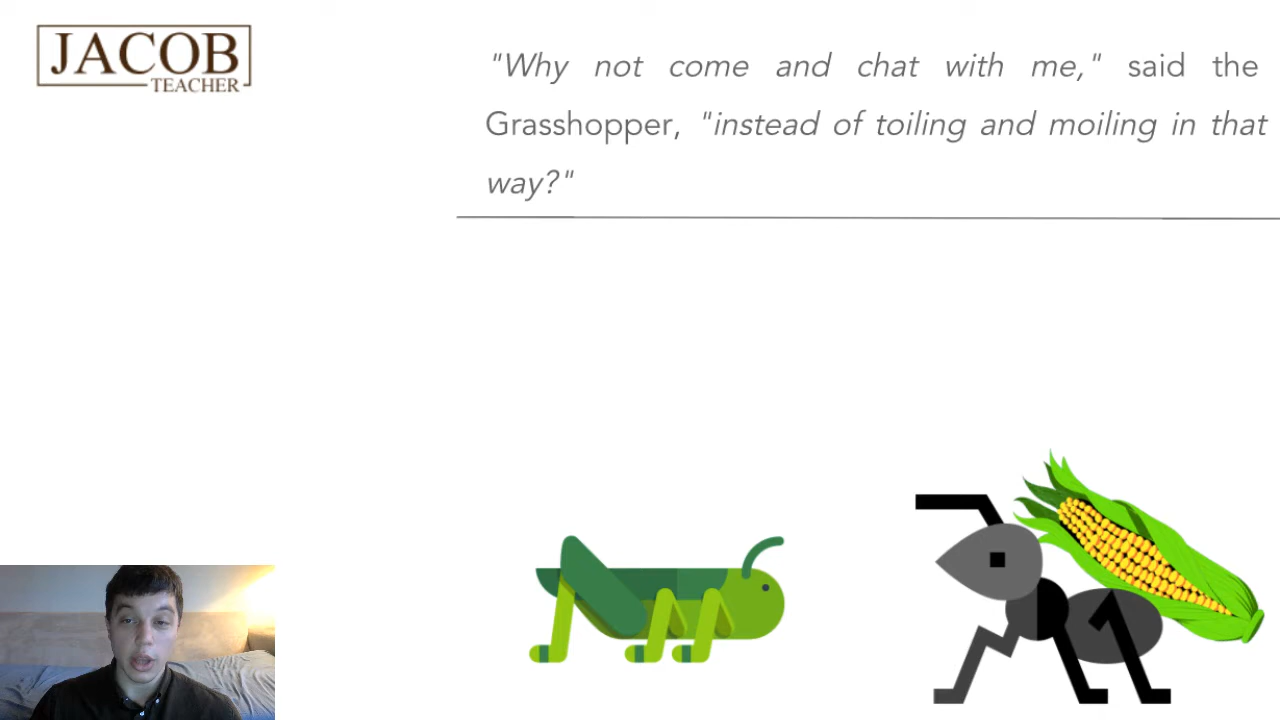 JACOB
TEACHER
"Why not come and chat with me," said the
Grasshopper, "instead of toiling and moiling in that
way?"